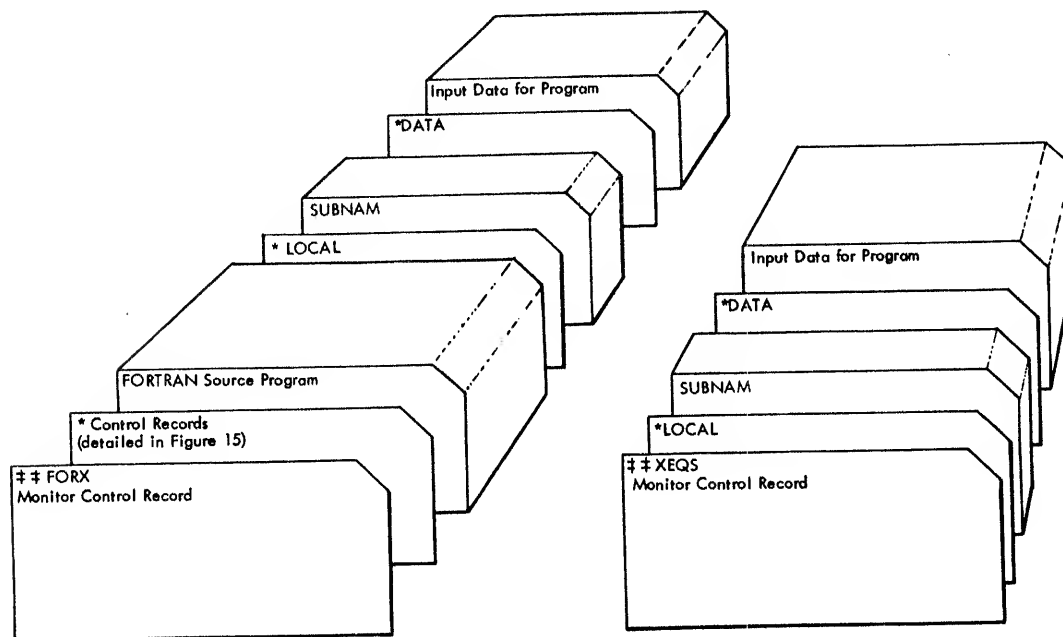 Input Data for Program
*DATA
SUBNAM
* LOCAL
FORTRAN Source Program
* Control Records
(detailed in Figure 15)
‡ ‡ FORX
Monitor Control Record
Input Data for Program
*DATA
SUBNAM
*LOCAL
‡ ‡ XEQS
Monitor Control Record